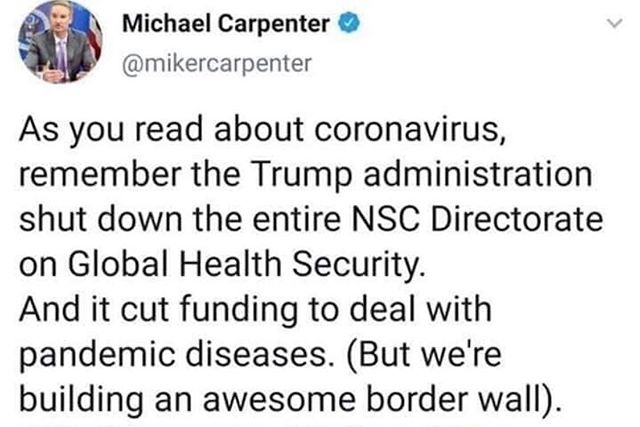 Michael Carpenter
@mikercarpenter
As you read about coronavirus,
remember the Trump administration
shut down the entire NSC Directorate
on Global Health Security.
And it cut funding to deal with
pandemic diseases. (But we're
building an awesome border wall).